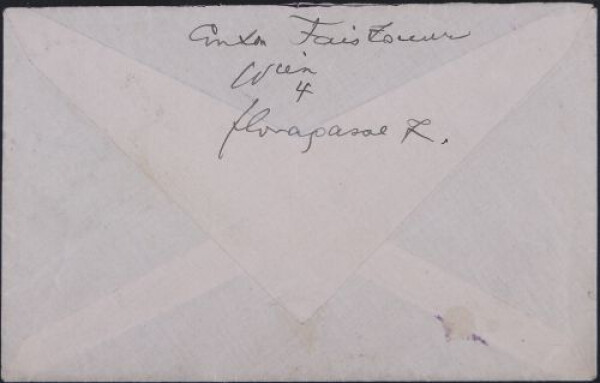 Anton Faistauer
Wien
4
floragasse 7.